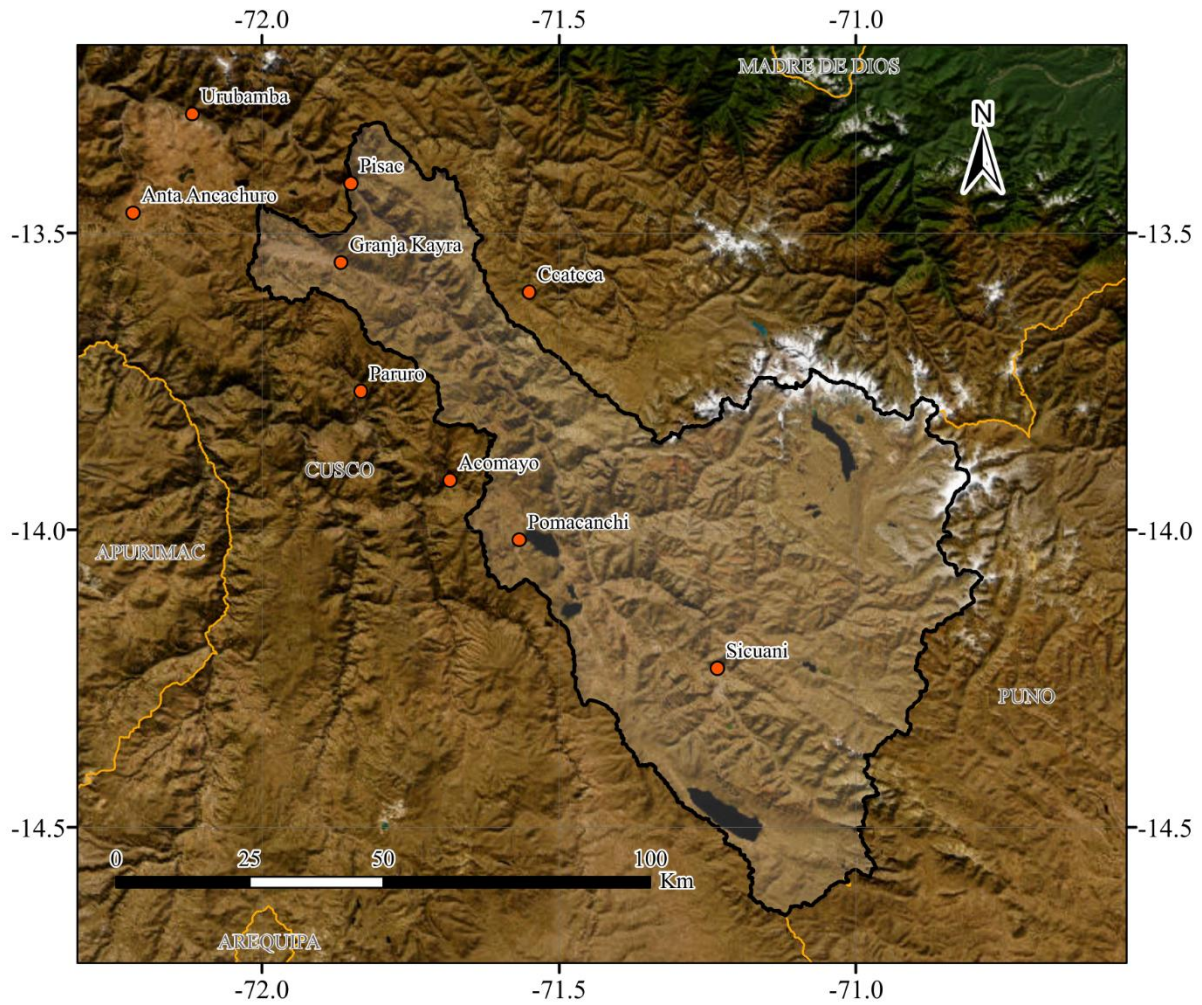 -72.0 -71.5 -71.0
MADRE DE DIOS
Urubamba
N
Pisac
Anta Ancachuro
-13.5 -13.5
Granja Kayra
Ccatcca
Paruro
CUSCO
Acomayo
Pomacanchi
-14.0 -14.0
APURIMAC
Sicuani
PUNO
-14.5 -14.5
0 25 50 100
Km
AREQUIPA
-72.0 -71.5 -71.0